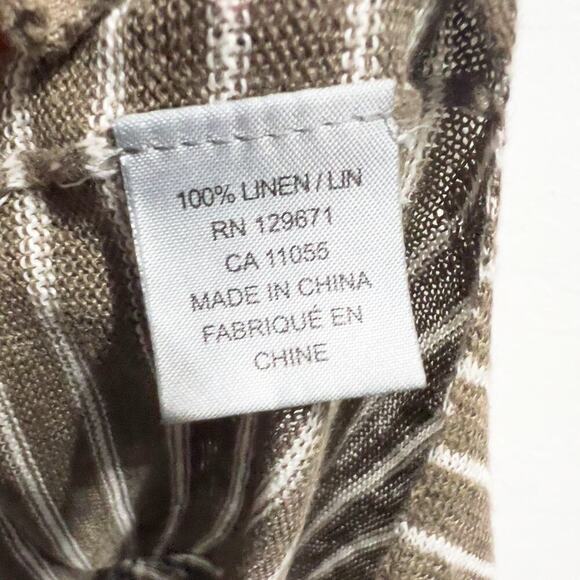 100% LINEN / LIN
RN 129671
CA 11055
MADE IN CHINA
FABRIQUÉ EN
CHINE